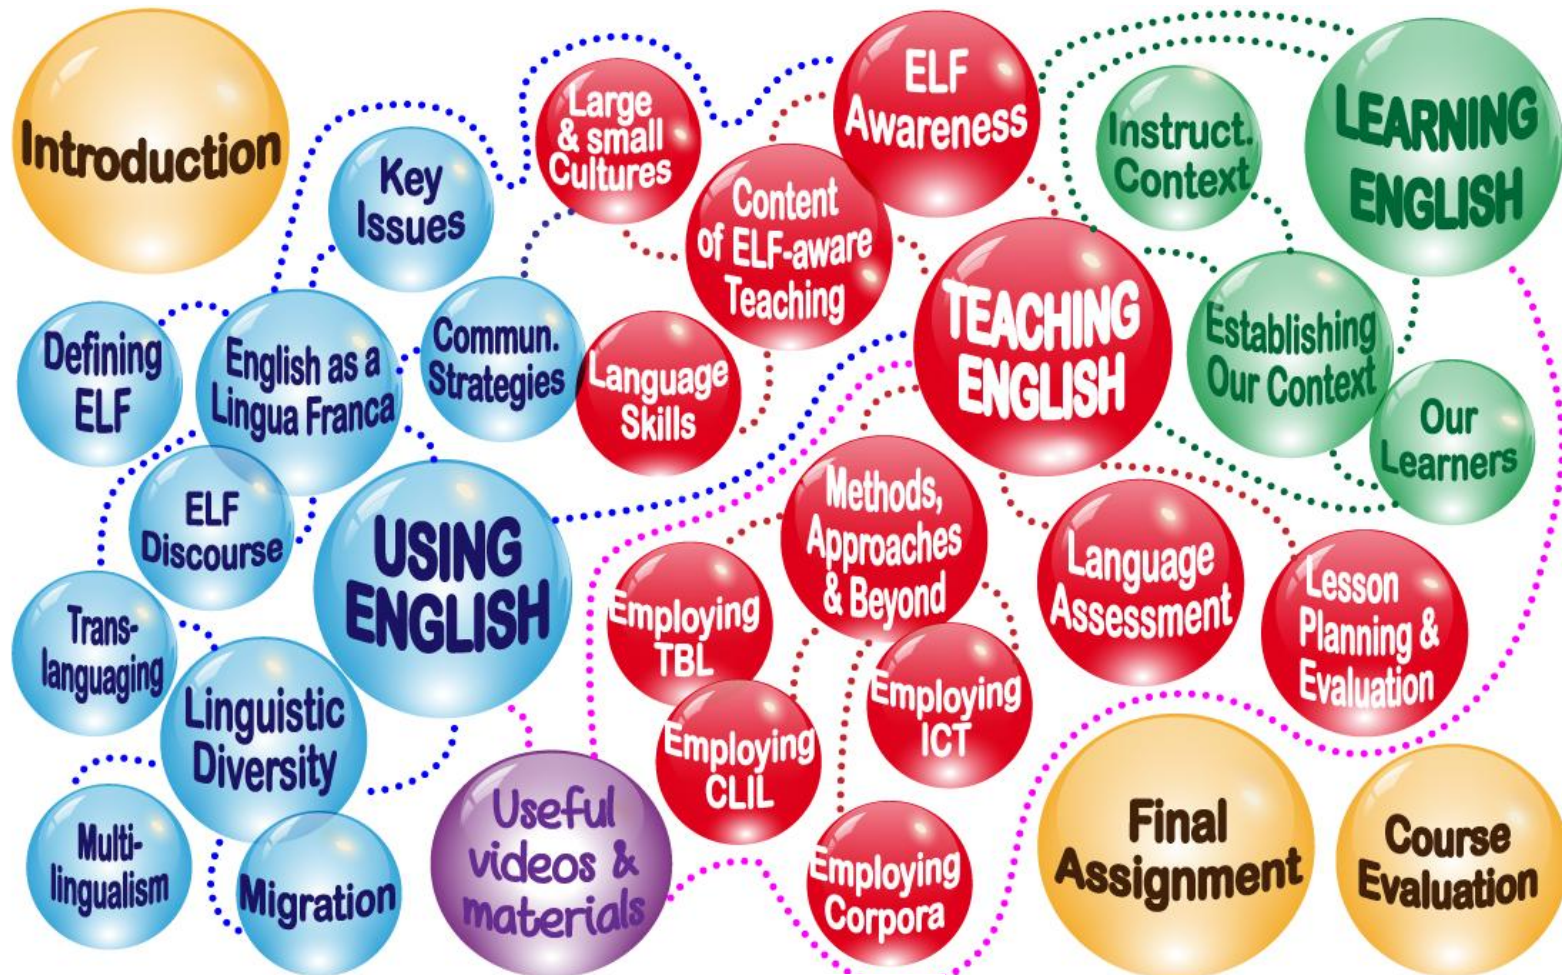 Introduction
Key
Issues
Large
& small
Cultures
ELF
Awareness
Instruct.
Context
LEARNING
ENGLISH
Content
of ELF-aware
Teaching
Defining
ELF
English as a
Lingua Franca
Commun.
Strategies
Language
Skills
TEACHING
ENGLISH
Establishing
Our Context
Our
Learners
ELF
Discourse
USING
ENGLISH
Methods,
Approaches
& Beyond
Language
Assessment
Lesson
Planning &
Evaluation
Trans-
languaging
Linguistic
Diversity
Employing
TBL
Employing
CLIL
Employing
ICT
Employing
Corpora
Multi-
lingualism
Migration
Useful
videos &
materials
Final
Assignment
Course
Evaluation